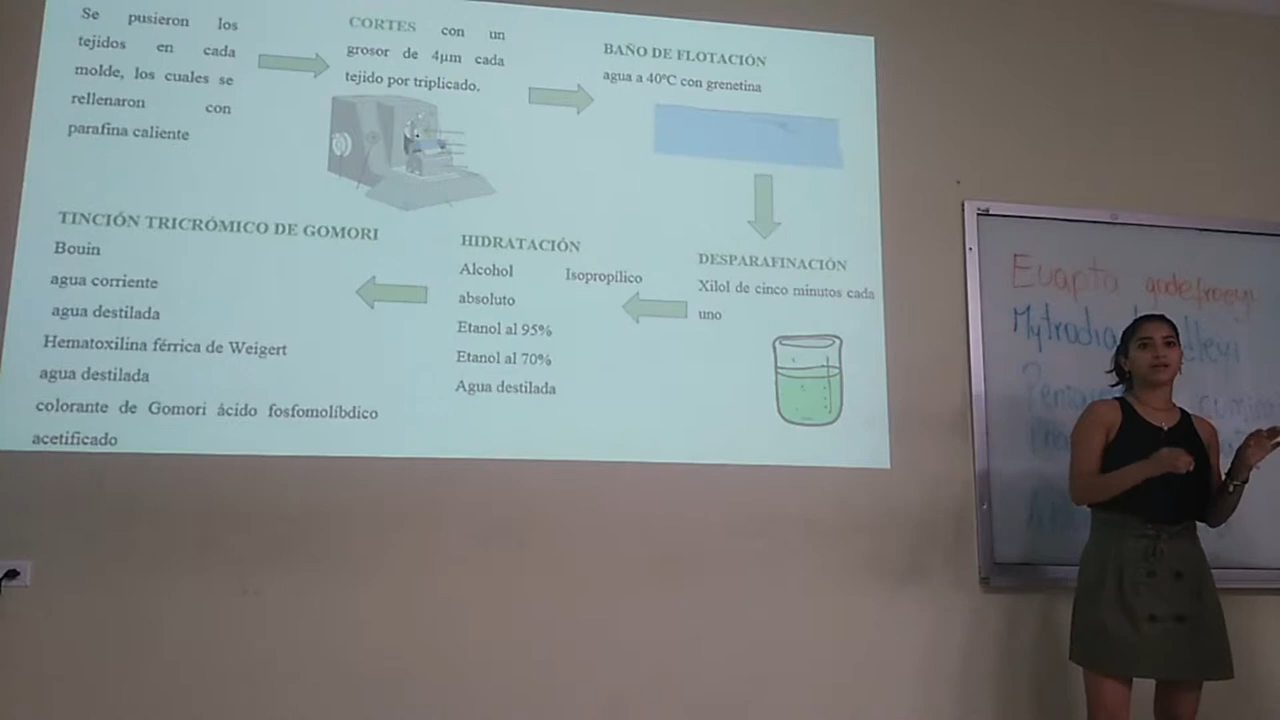 Se pusieron los
tejidos en cada
molde, los cuales se
rellenaron con
parafina caliente
CORTES con un
grosor de 4μm cada
tejido por triplicado.
BAÑO DE FLOTACIÓN
agua a 40ºC con grenetina
DESPARAFINACIÓN
Xilol de cinco minutos cada
uno
HIDRATACIÓN
Alcohol Isopropílico
absoluto
Etanol al 95%
Etanol al 70%
Agua destilada
TINCIÓN TRICRÓMICO DE GOMORI
Bouin
agua corriente
agua destilada
Hematoxilina férrica de Weigert
agua destilada
colorante de Gomori ácido fosfomolíbdico
acetificado
Euapta godefroeyi